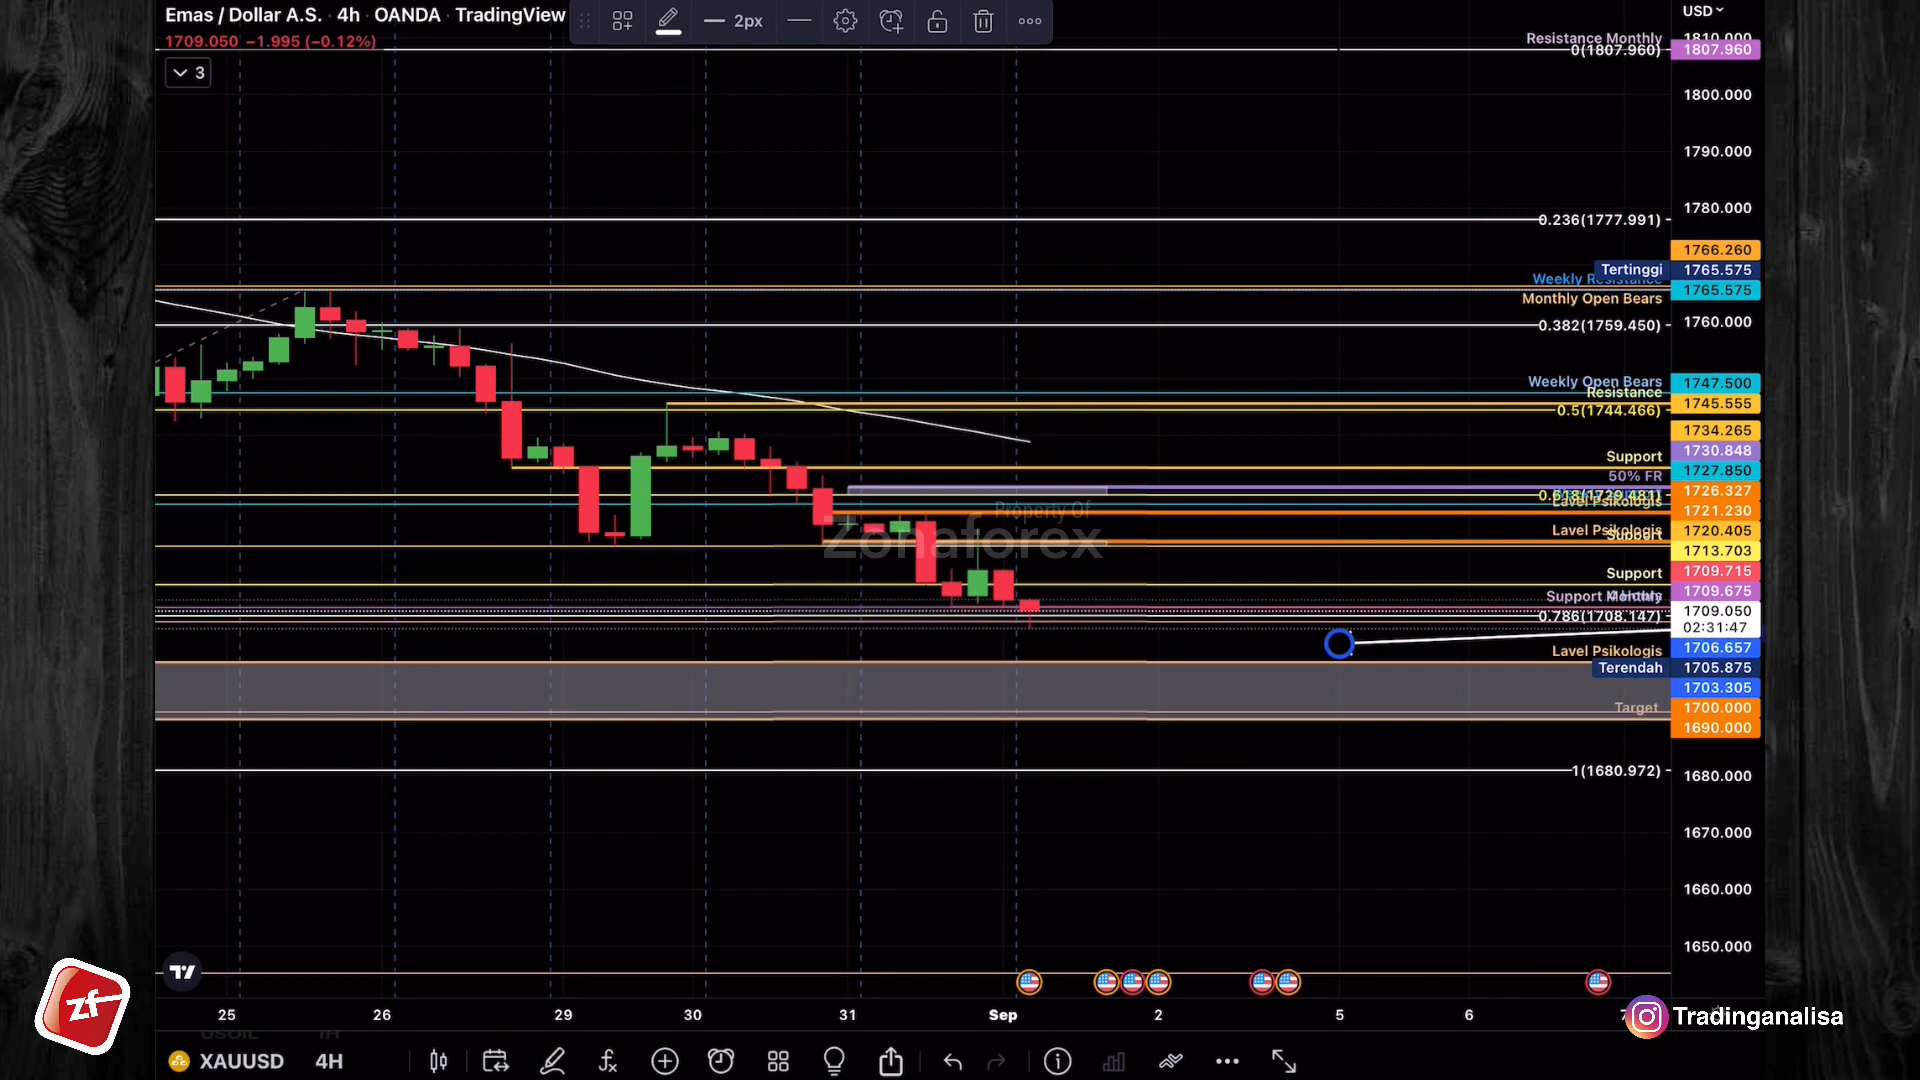 Emas / Dollar A.S. · 4h · OANDA · TradingView
1709.050 −1.995 (−0.12%)
3
2px
USD
Resistance Monthly
1810.000
0(1807.960)
1807.960
1800.000
1790.000
1780.000
0.236(1777.991)
1766.260
Tertinggi
1765.575
Weekly Resistance
1765.575
Monthly Open Bears
1760.000
0.382(1759.450)
Weekly Open Bears
1747.500
Resistance
1745.555
0.5(1744.466)
1734.265
Support
1730.848
50% FR
1727.850
0.618(1729.481)
1726.327
Lavel Psikologis
1721.230
Property Of
Zonaforex
Lavel Psikologis
Support
1720.405
1713.703
Support
1709.715
Support Monthly
1709.675
0.786(1708.147)
1709.050
02:31:47
Lavel Psikologis
1706.657
Terendah
1705.875
1703.305
Target
1700.000
1690.000
1(1680.972)
1680.000
1670.000
1660.000
1650.000
25
26
29
30
31
Sep
2
5
6
7
zf
Tradinganalisa
USOIL
1H
XAUUSD
4H